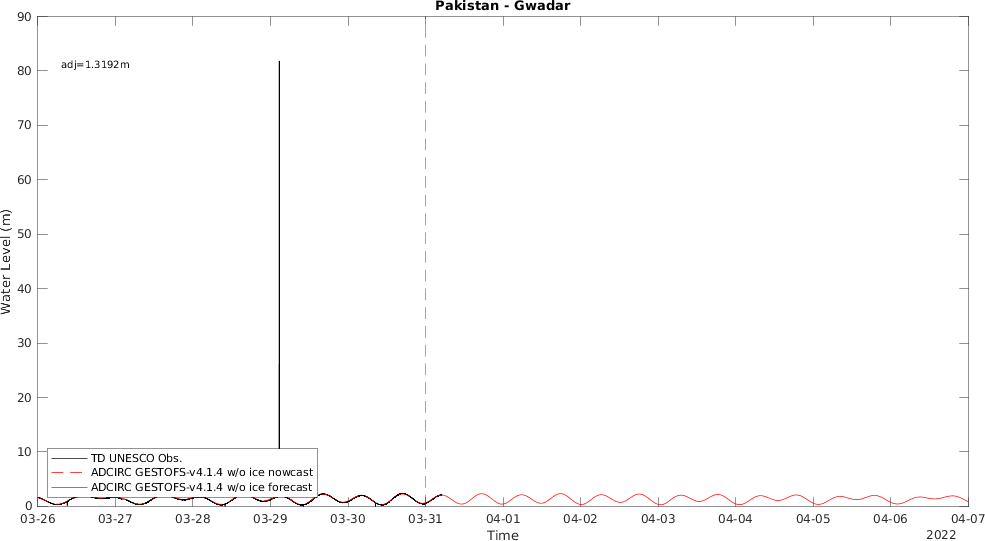 Pakistan - Gwadar
90
adj=1.3192m
80
70
60
50
40
30
20
10
0
Water Level (m)
TD UNESCO Obs.
ADCIRC GESTOFS-v4.1.4 w/o ice nowcast
ADCIRC GESTOFS-v4.1.4 w/o ice forecast
03-26 03-27 03-28 03-29 03-30 03-31 04-01 04-02 04-03 04-04 04-05 04-06 04-07
Time
2022